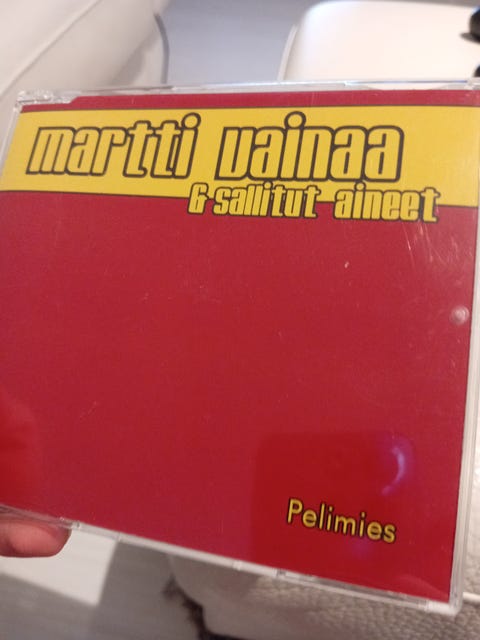 martti vainaa
& sallitut aineet
Pelimies